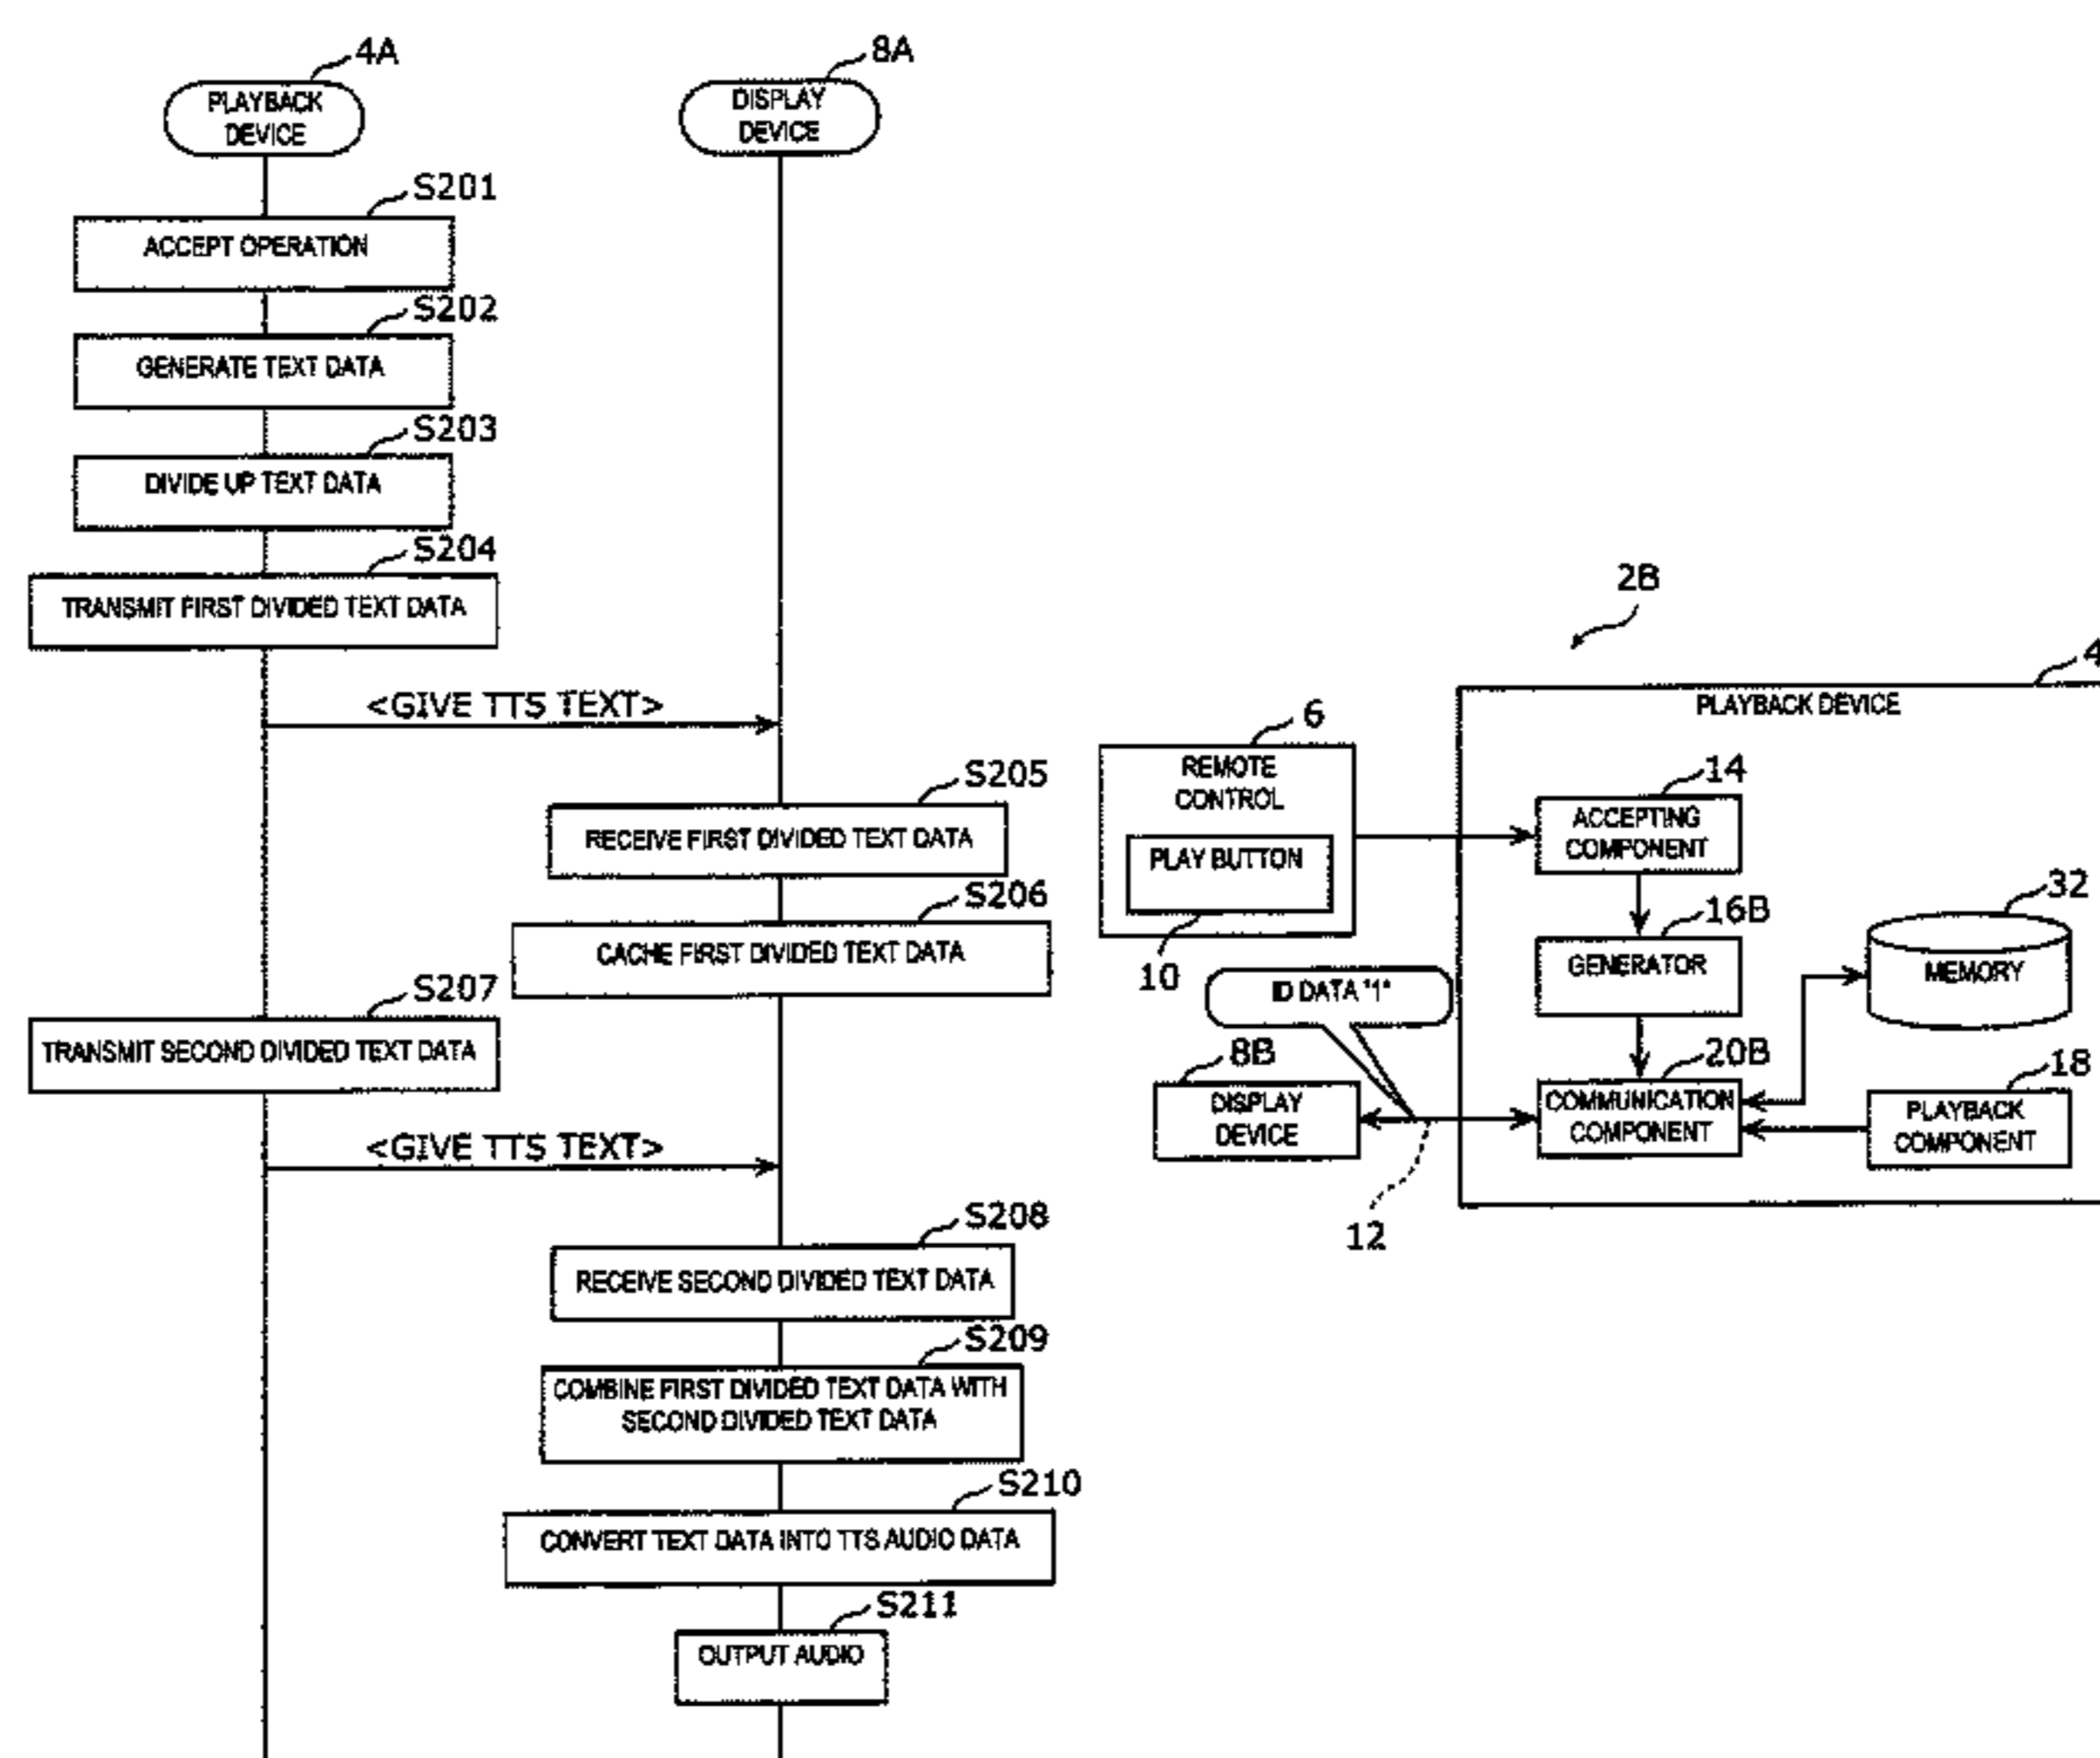 4A
PLAYBACK
DEVICE
8A
DISPLAY
DEVICE
S201
ACCEPT OPERATION
S202
GENERATE TEXT DATA
S203
DIVIDE UP TEXT DATA
S204
TRANSMIT FIRST DIVIDED TEXT DATA
<GIVE TTS TEXT>
S205
RECEIVE FIRST DIVIDED TEXT DATA
S206
CACHE FIRST DIVIDED TEXT DATA
S207
TRANSMIT SECOND DIVIDED TEXT DATA
<GIVE TTS TEXT>
S208
RECEIVE SECOND DIVIDED TEXT DATA
S209
COMBINE FIRST DIVIDED TEXT DATA WITH
SECOND DIVIDED TEXT DATA
S210
CONVERT TEXT DATA INTO TTS AUDIO DATA
S211
OUTPUT AUDIO
2B
4
PLAYBACK DEVICE
6
REMOTE
CONTROL
PLAY BUTTON
10
14
ACCEPTING
COMPONENT
16B
GENERATOR
32
MEMORY
ID DATA "1"
8B
DISPLAY
DEVICE
12
20B
COMMUNICATION
COMPONENT
18
PLAYBACK
COMPONENT